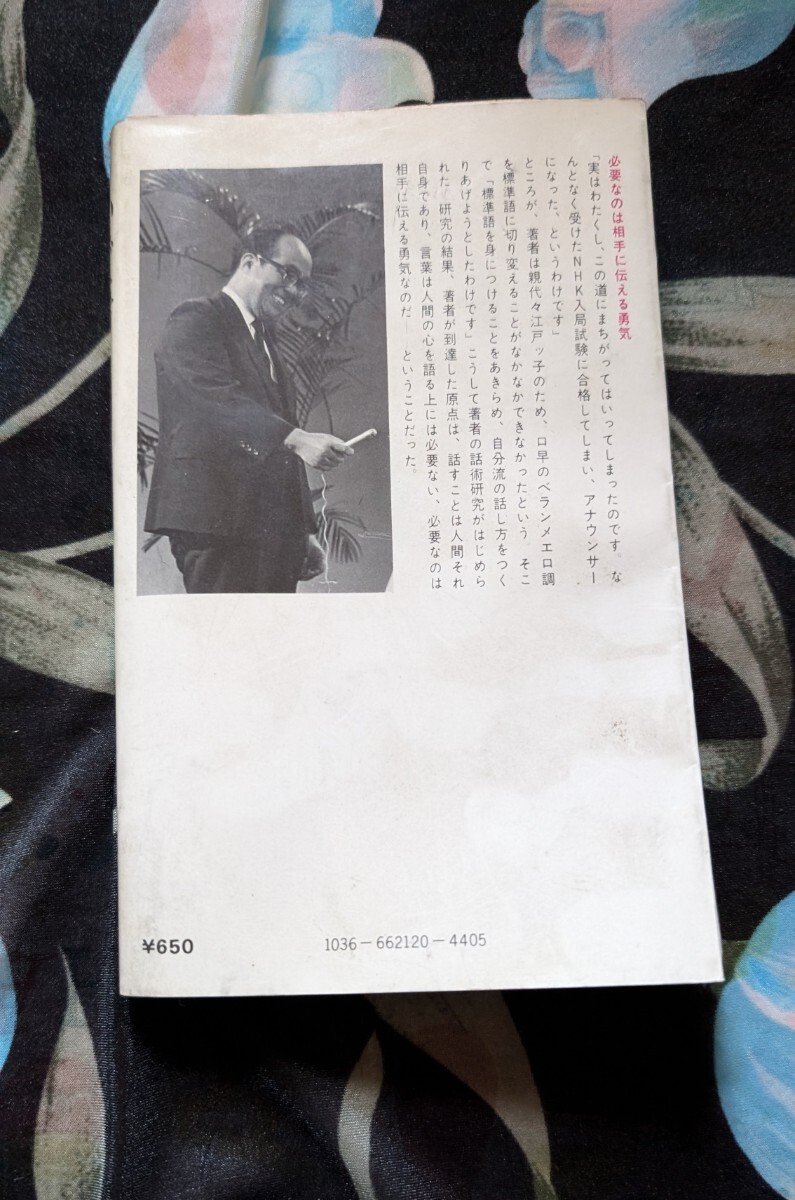 必要なのは相手に伝える勇気
「実はわたくし、この道にまちがってはいってしまったのです。な
んとなく受けたNHK入局試験に合格してしまい、アナウンサー
になった、というわけです」
ところが、著者は親代々江戸ッ子のため、口早のベランメエ口調
を標準語に切り変えることがなかなかできなかったという。そこ
で「標準語を身につけることをあきらめ、自分流の話し方をつく
りあげようとしたわけです」こうして著者の話術研究がはじめら
れた。研究の結果、著者が到達した原点は、話すことは人間それ
自身であり、言葉は人間の心を語る上には必要ない、必要なのは
相手に伝える勇気なのだ――ということだった。
¥650
1036-662120-4405